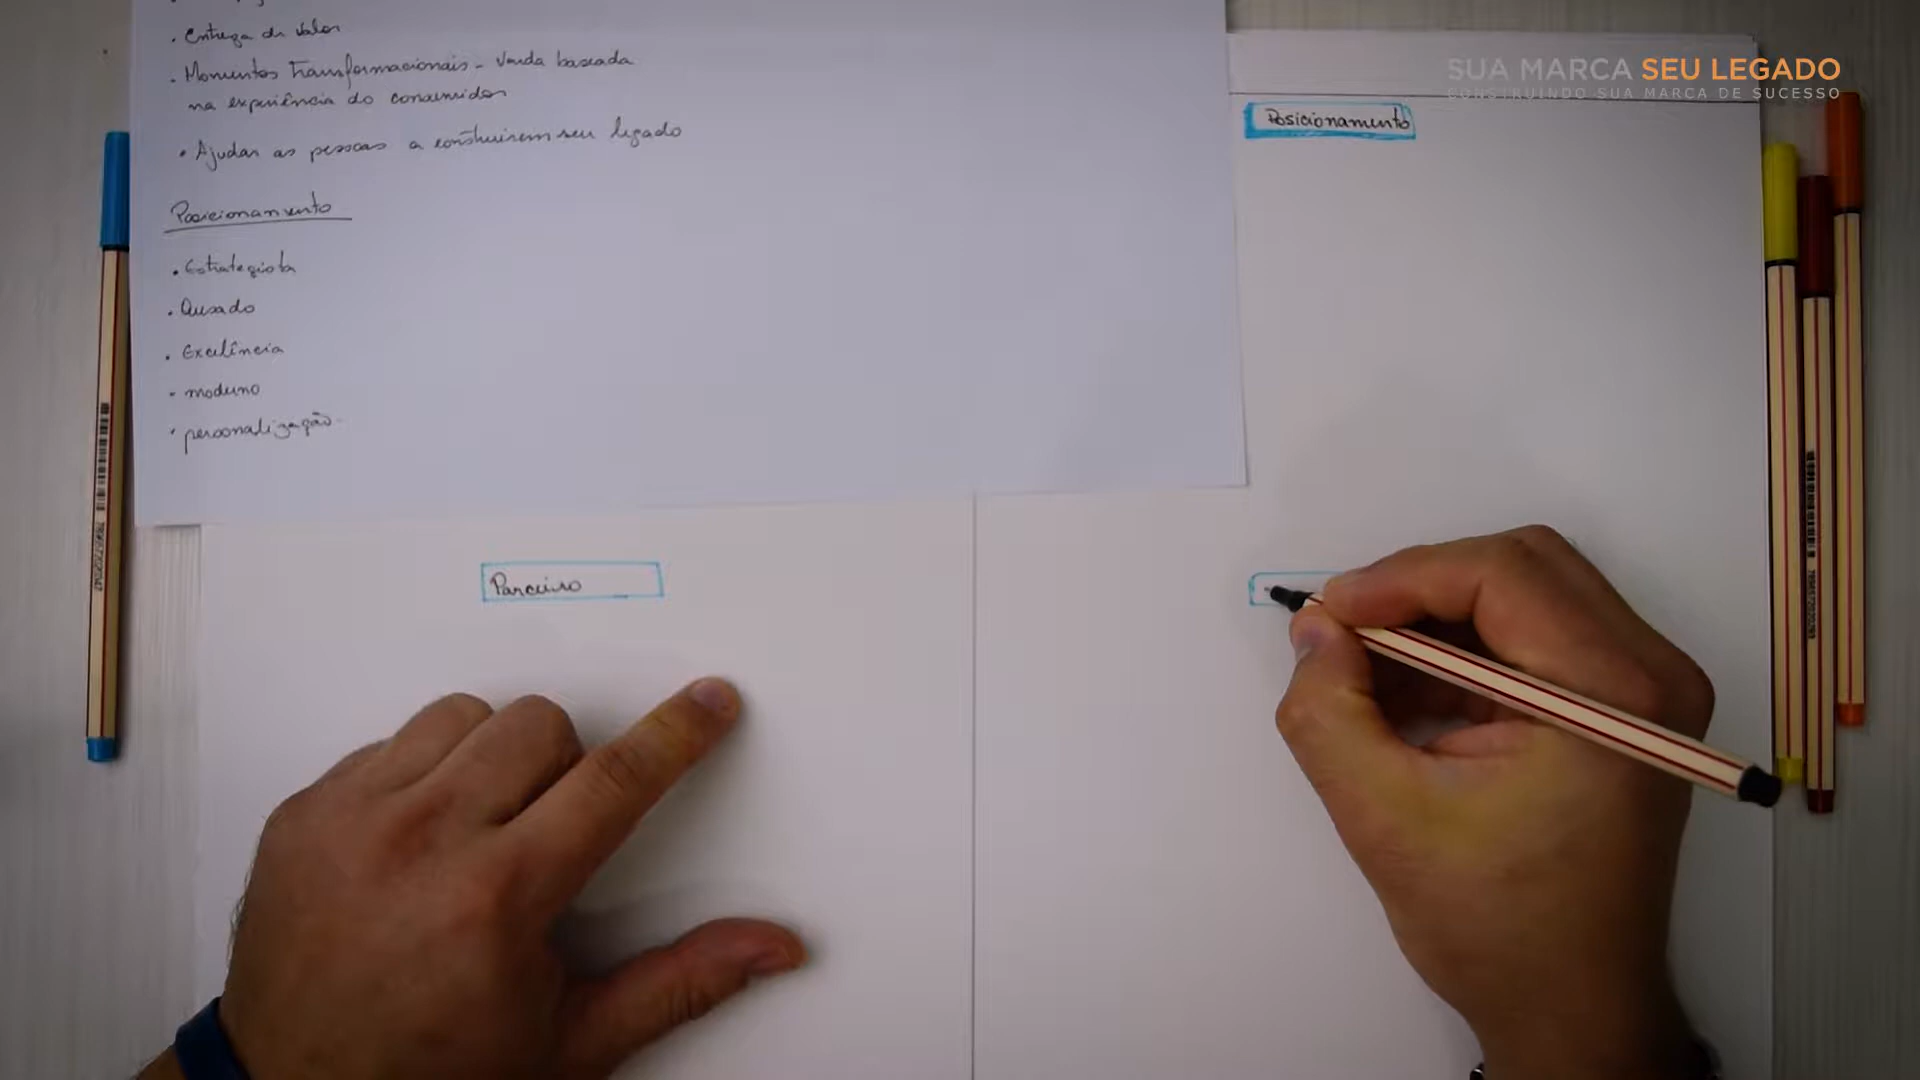 . Entrega de valor
. Momentos Transformacionais - Venda baseada
na experiência do consumidor
. Ajudar as pessoas a construirem seu legado
Posicionamento
. Estrategista
. Ousado
. Excelência
- moderno
. personalização
SUA MARCA SEU LEGADO
CONSTRUINDO SUA MARCA DE SUCESSO
Posicionamento
Parceiro